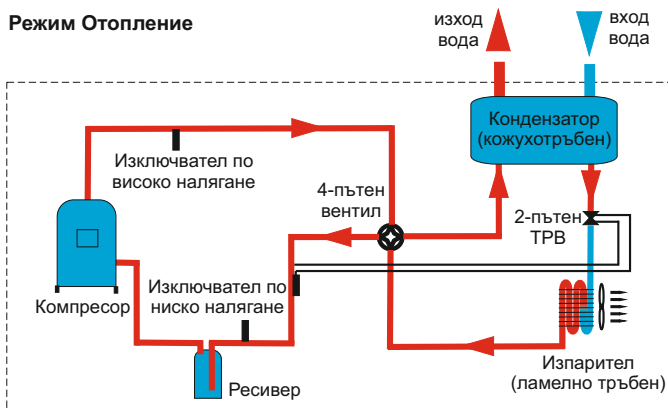 Режим Отопление
изход
вода
вход
вода
Кондензатор
(кожухотръбен)
Изключвател по
високо налягане
4-пътен
вентил
2-пътен
ТРВ
Изключвател по
ниско налягане
Компресор
Ресивер
Изпарител
(ламелно тръбен)